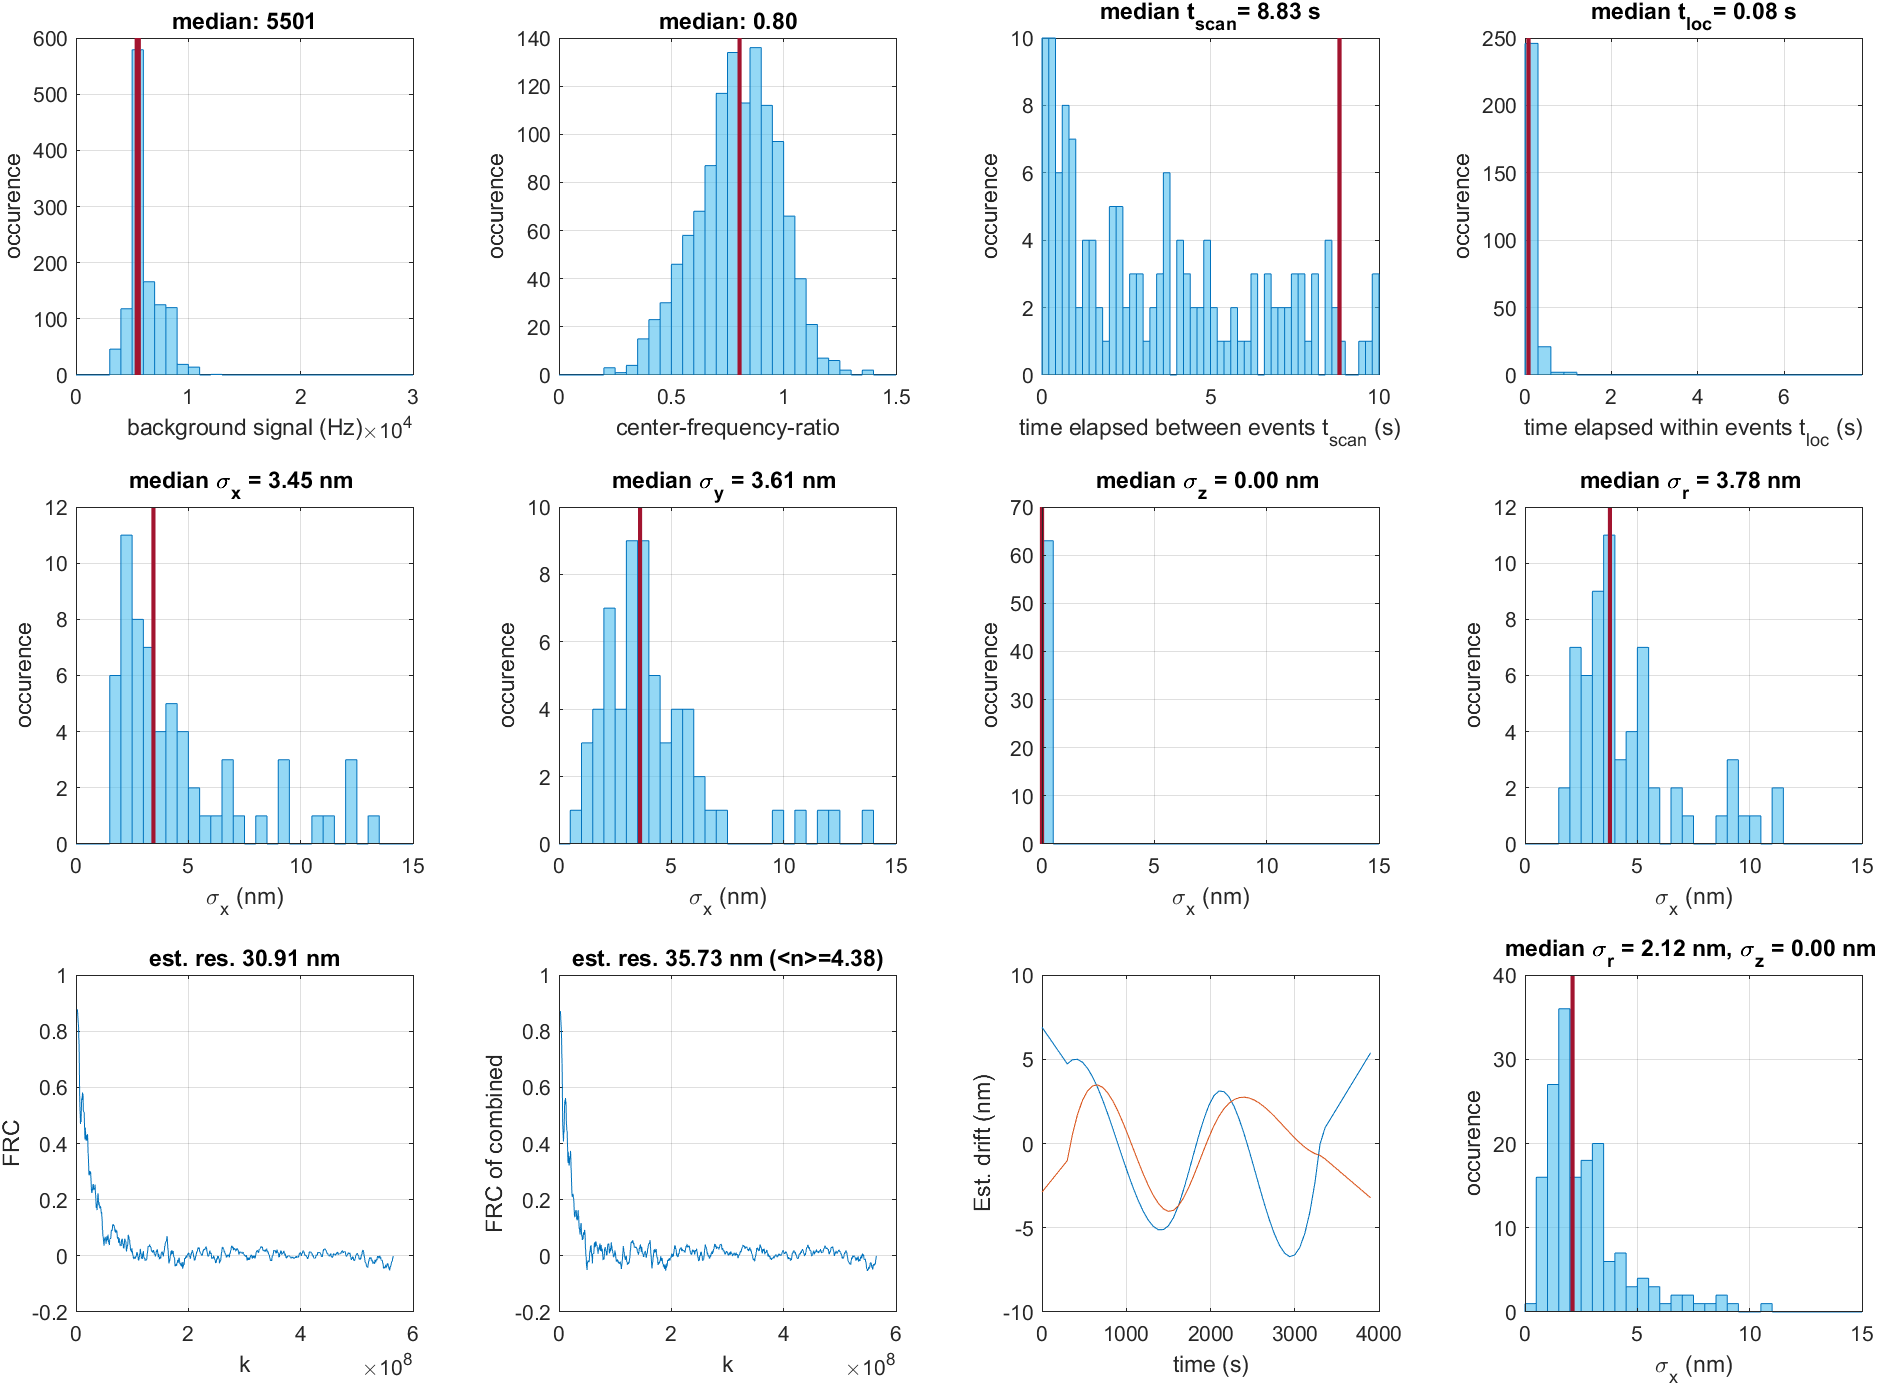 median: 5501
600
500
400
300
200
100
0
occurence
0 1 2 3
background signal (Hz) ×10⁴
median: 0.80
140
120
100
80
60
40
20
0
occurence
0 0.5 1 1.5
center-frequency-ratio
median t_scan= 8.83 s
10
8
6
4
2
0
occurence
0 5 10
time elapsed between events t_scan (s)
median t_loc= 0.08 s
250
200
150
100
50
0
occurence
0 2 4 6
time elapsed within events t_loc (s)
median σ_x = 3.45 nm
12
10
8
6
4
2
0
occurence
0 5 10 15
σ_x (nm)
median σ_y = 3.61 nm
10
8
6
4
2
0
occurence
0 5 10 15
σ_x (nm)
median σ_z = 0.00 nm
70
60
50
40
30
20
10
0
occurence
0 5 10 15
σ_x (nm)
median σ_r = 3.78 nm
12
10
8
6
4
2
0
occurence
0 5 10 15
σ_x (nm)
est. res. 30.91 nm
1
0.8
0.6
0.4
0.2
0
-0.2
FRC
0 2 4 6
k ×10⁸
est. res. 35.73 nm (<n>=4.38)
1
0.8
0.6
0.4
0.2
0
-0.2
FRC of combined
0 2 4 6
k ×10⁸
10
5
0
-5
-10
Est. drift (nm)
0 1000 2000 3000 4000
time (s)
median σ_r = 2.12 nm, σ_z = 0.00 nm
40
30
20
10
0
occurence
0 5 10 15
σ_x (nm)